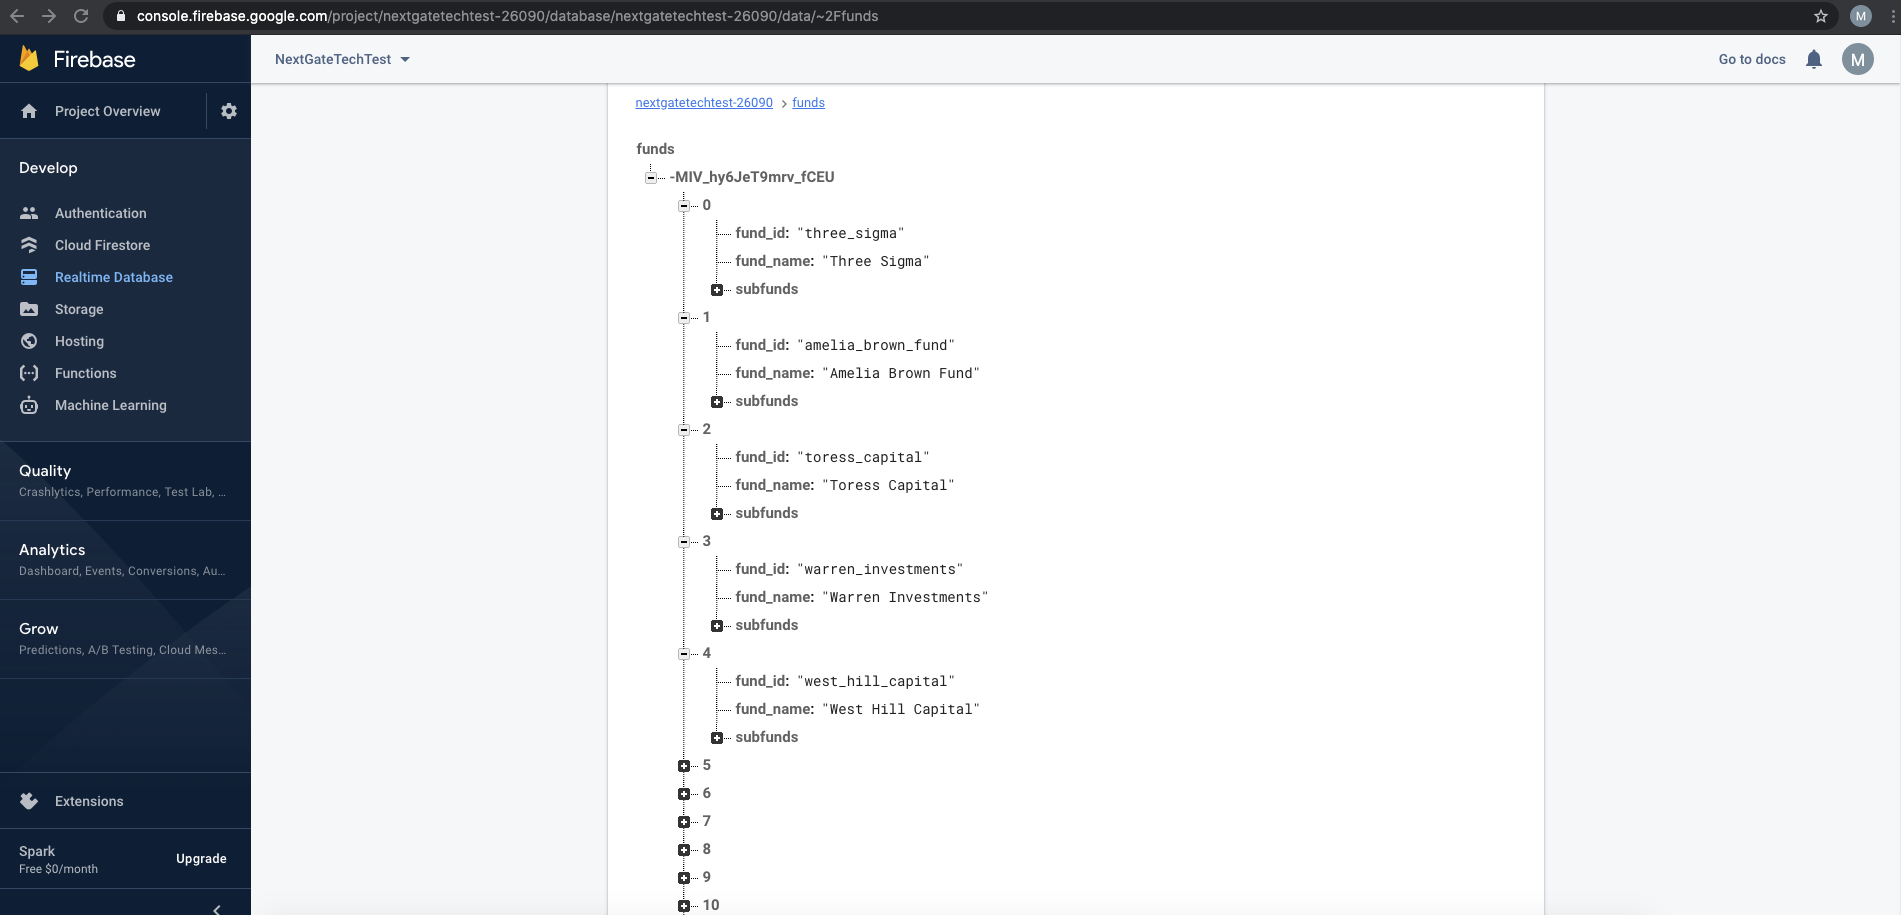 console.firebase.google.com/project/nextgatetechtest-26090/database/nextgatetechtest-26090/data/~2Ffunds
M
Firebase
NextGateTechTest
Go to docs
M
Project Overview
Develop
Authentication
Cloud Firestore
Realtime Database
Storage
Hosting
Functions
Machine Learning
Quality
Crashlytics, Performance, Test Lab, ...
Analytics
Dashboard, Events, Conversions, Au...
Grow
Predictions, A/B Testing, Cloud Mes...
Extensions
Spark
Free $0/month
Upgrade
nextgatetechtest-26090 > funds
funds
-MIV_hy6JeT9mrv_fCEU
0
fund_id: "three_sigma"
fund_name: "Three Sigma"
subfunds
1
fund_id: "amelia_brown_fund"
fund_name: "Amelia Brown Fund"
subfunds
2
fund_id: "toress_capital"
fund_name: "Toress Capital"
subfunds
3
fund_id: "warren_investments"
fund_name: "Warren Investments"
subfunds
4
fund_id: "west_hill_capital"
fund_name: "West Hill Capital"
subfunds
5
6
7
8
9
10